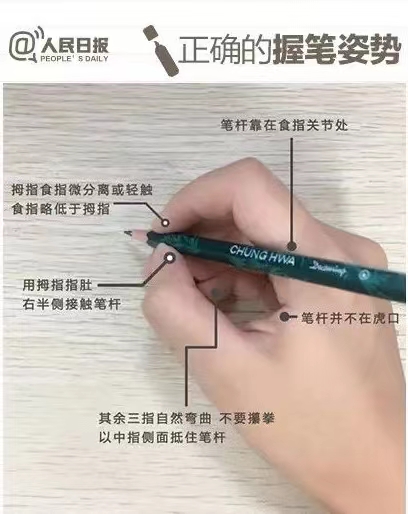 @人民日报
PEOPLE'S DAILY
正确的握笔姿势
笔杆靠在食指关节处
拇指食指微分离或轻触
食指略低于拇指
CHUNG HWA
Drawing
用拇指指肚
右半侧接触笔杆
笔杆并不在虎口
其余三指自然弯曲 不要攥拳
以中指侧面抵住笔杆